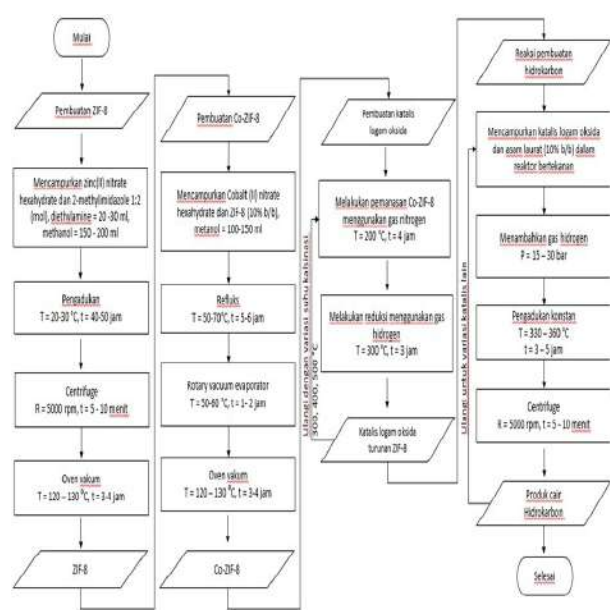 Mulai
Pembuatan ZIF-8
Mencampurkan zinc(II) nitrate
hexahydrate dan 2-methylimidazole 1:2
(mol), diethylamine = 20 -30 ml,
methanol = 150 - 200 ml
Pengadukan
T = 20-30 °C, t = 40-50 jam
Centrifuge
R = 5000 rpm, t = 5 - 10 menit
Oven vakum
T = 120 – 130 °C, t = 3-4 jam
ZIF-8
Pembuatan Co-ZIF-8
Mencampurkan Cobalt (II) nitrate
hexahydrate dan ZIF-8 (10% b/b),
metanol = 100-150 ml
Refluks
T = 50-70°C, t = 5-6 jam
Rotary vacuum evaporator
T = 50-60 °C, t = 1- 2 jam
Oven vakum
T = 120 – 130 °C, t = 3-4 jam
Co-ZIF-8
Ulangi dengan variasi suhu kalsinasi
300, 400, 500 °C
Pembuatan katalis
logam oksida
Melakukan pemanasan Co-ZIF-8
menggunakan gas nitrogen
T = 200 °C, t = 4 jam
Melakukan reduksi menggunakan gas
hidrogen
T = 300 °C, t = 3 jam
Katalis logam oksida
turunan ZIF-8
Ulangi untuk variasi katalis lain
Reaksi pembuatan
hidrokarbon
Mencampurkan katalis logam oksida
dan asam laurat (10% b/b) dalam
reaktor bertekanan
Menambahkan gas hidrogen
P = 15 – 30 bar
Pengadukan konstan
T = 330 – 360 °C
t = 3 – 5 jam
Centrifuge
R = 5000 rpm, t = 5 - 10 menit
Produk cair
Hidrokarbon
Selesai